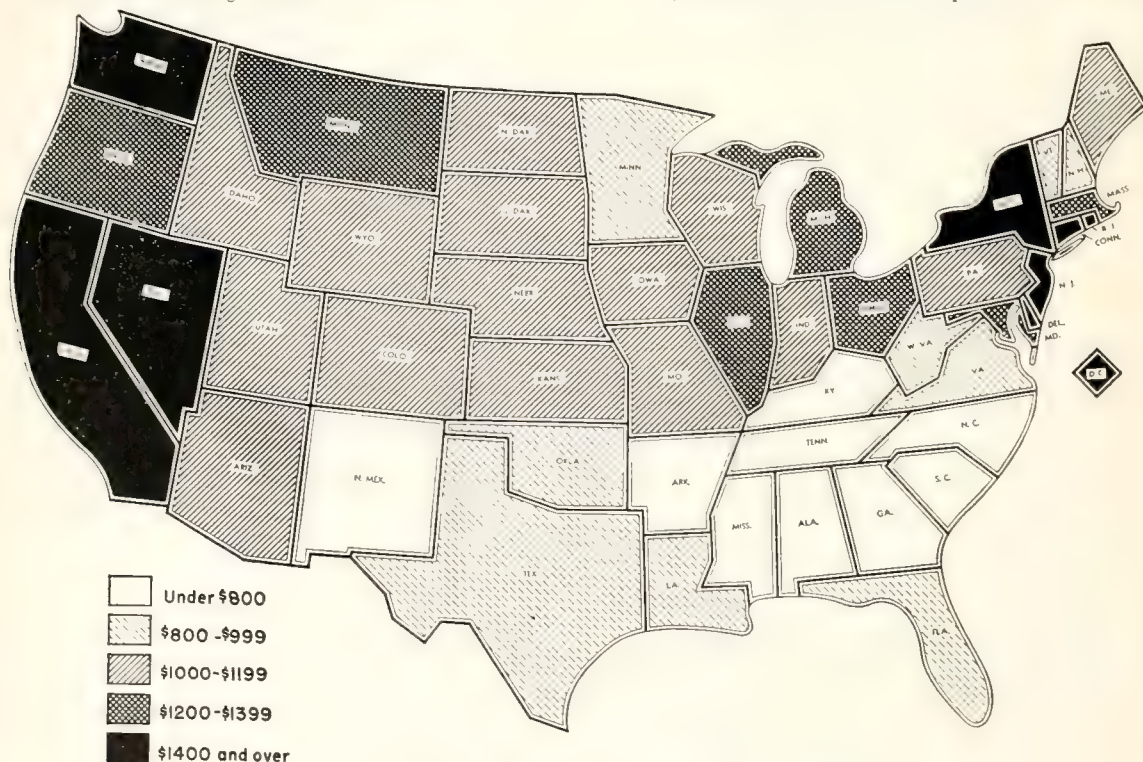 N. DAK.
MINN
ME.
VT.
N.H.
MASS
R I
CONN.
IDAHO
WYO.
WIS
PA
N J.
DEL.
MD.
D C
NEBR
UTAH
COLO
KANS
MO
IND
W VA.
VA.
KY.
TENN.
N. C.
S. C
ARIZ
N. MEX.
OKLA
ARK.
MISS.
ALA.
GA.
TEX
LA.
FLA.
Under $800
$800 - $999
$1000 - $1199
$1200 - $1399
$1400 and over